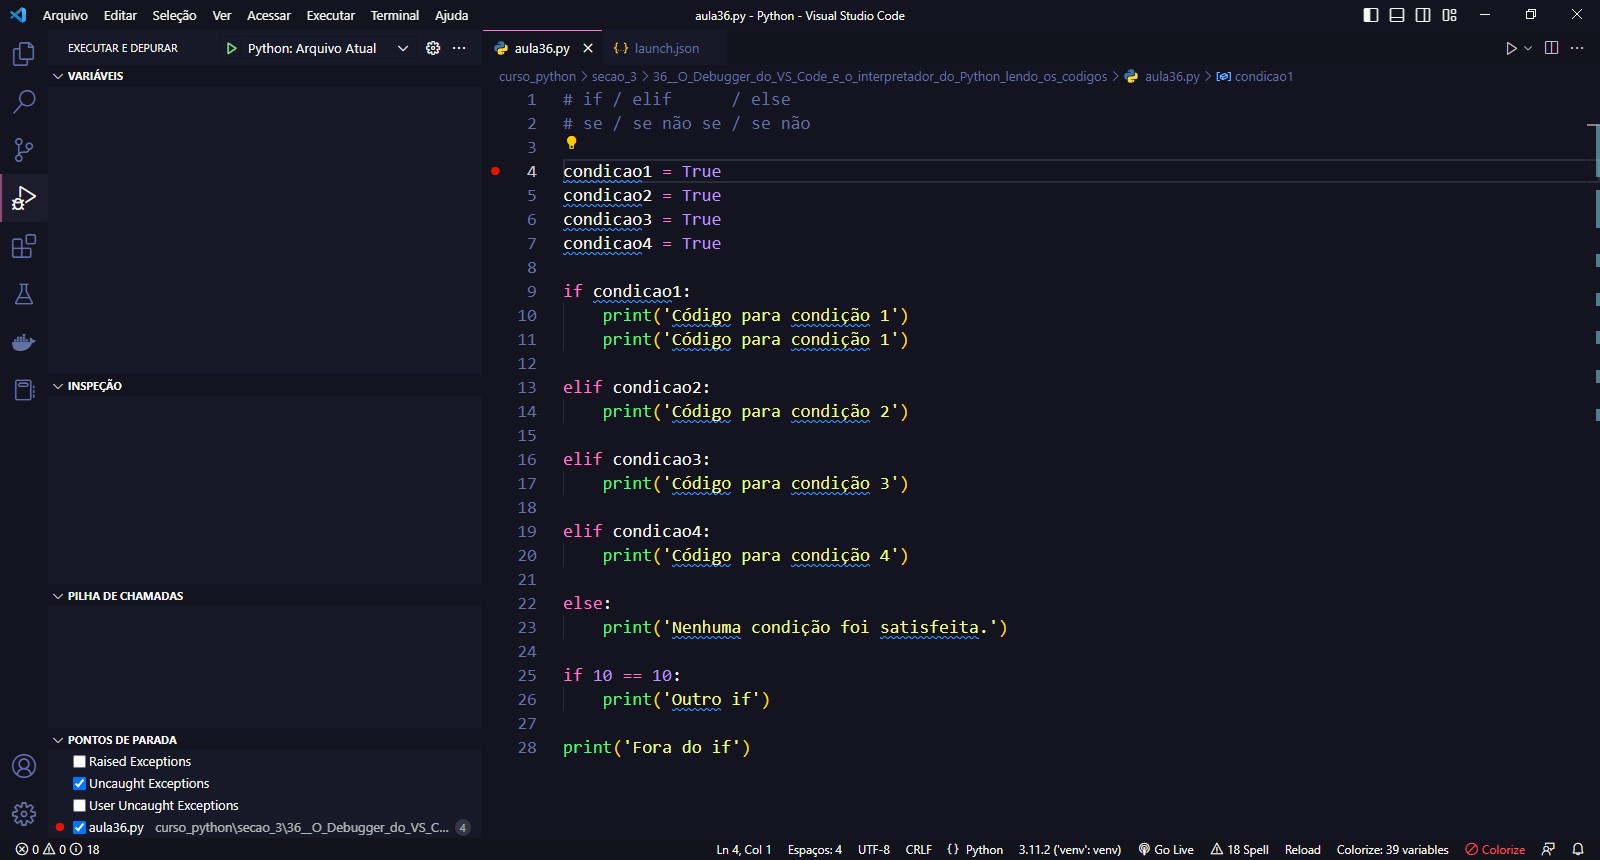 Arquivo Editar Seleção Ver Acessar Executar Terminal Ajuda
aula36.py - Python - Visual Studio Code
EXECUTAR E DEPURAR
Python: Arquivo Atual
VARIÁVEIS
INSPEÇÃO
PILHA DE CHAMADAS
PONTOS DE PARADA
Raised Exceptions
Uncaught Exceptions
User Uncaught Exceptions
aula36.py curso_python\secao_3\36__O_Debugger_do_VS_C... 4
aula36.py
{} launch.json
curso_python > secao_3 > 36__O_Debugger_do_VS_Code_e_o_interpretador_do_Python_lendo_os_codigos > aula36.py > condicao1
1 # if / elif      / else
2 # se / se não se / se não
3
4 condicao1 = True
5 condicao2 = True
6 condicao3 = True
7 condicao4 = True
8
9 if condicao1:
10     print('Código para condição 1')
11     print('Código para condição 1')
12
13 elif condicao2:
14     print('Código para condição 2')
15
16 elif condicao3:
17     print('Código para condição 3')
18
19 elif condicao4:
20     print('Código para condição 4')
21
22 else:
23     print('Nenhuma condição foi satisfeita.')
24
25 if 10 == 10:
26     print('Outro if')
27
28 print('Fora do if')
0 0 18
Ln 4, Col 1 Espaços: 4 UTF-8 CRLF {} Python 3.11.2 ('venv': venv) Go Live 18 Spell Reload Colorize: 39 variables Colorize